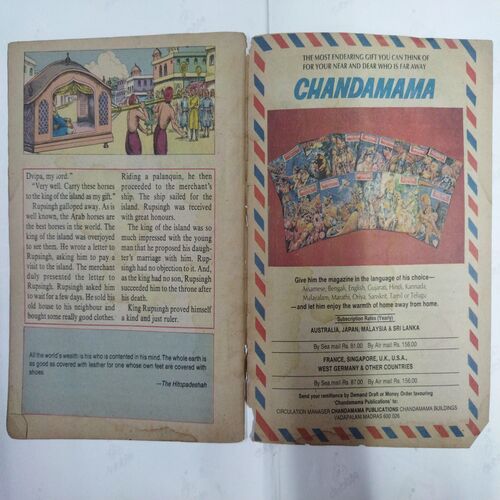 Dvipa, my lord."
"Very well. Carry these horses
to the king of the island as my gift."
Rupsingh galloped away. As is
well known, the Arab horses are
the best horses in the world. The
king of the island was overjoyed
to see them. He wrote a letter to
Rupsingh, asking him to pay a
visit to the island. The merchant
duly presented the letter to
Rupsingh. Rupsingh asked him
to wait for a few days. He sold his
old house to his neighbour and
bought some really good clothes.
Riding a palanquin, he then
proceeded to the merchant's
ship. The ship sailed for the
island. Rupsingh was received
with great honours.
The king of the island was so
much impressed with the young
man that he proposed his daugh-
ter's marriage with him. Rup-
singh had no objection to it. And,
as the king had no son, Rupsingh
succeeded him to the throne after
his death.
King Rupsingh proved himself
a kind and just ruler.
All the world's wealth is his who is contented in his mind. The whole earth is
as good as covered with leather for one whose own feet are covered with
shoes.
—The Hitopadeshah
THE MOST ENDEARING GIFT YOU CAN THINK OF
FOR YOUR NEAR AND DEAR WHO IS FAR AWAY
CHANDAMAMA
Give him the magazine in the language of his choice—
Assamese, Bengali, English, Gujarati, Hindi, Kannada,
Malayalam, Marathi, Oriya, Sanskrit, Tamil or Telugu
—and let him enjoy the warmth of home away from home.
Subscription Rates (Yearly)
AUSTRALIA, JAPAN, MALAYSIA & SRI LANKA
By Sea mail Rs. 81.00 By Air mail Rs. 156.00
FRANCE, SINGAPORE, U.K., U.S.A.,
WEST GERMANY & OTHER COUNTRIES
By Sea mail Rs. 87.00 By Air mail Rs. 156.00
Send your remittance by Demand Draft or Money Order favouring
'Chandamama Publications' to:
CIRCULATION MANAGER CHANDAMAMA PUBLICATIONS CHANDAMAMA BUILDINGS
VADAPALANI MADRAS 600 026